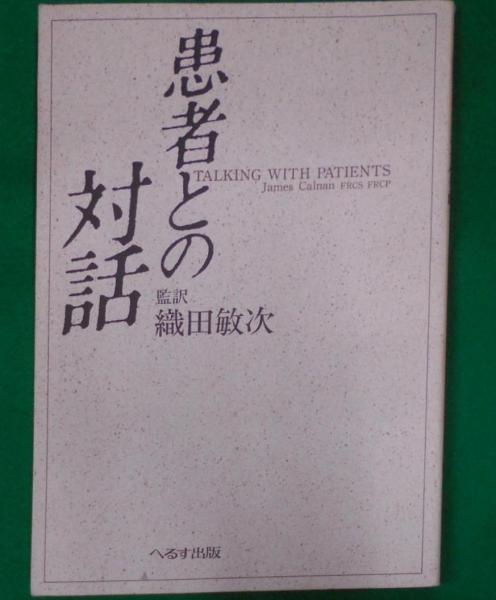 患者との
対話
TALKING WITH PATIENTS
James Calnan FRCS FRCP
監訳
織田敏次
へるす出版